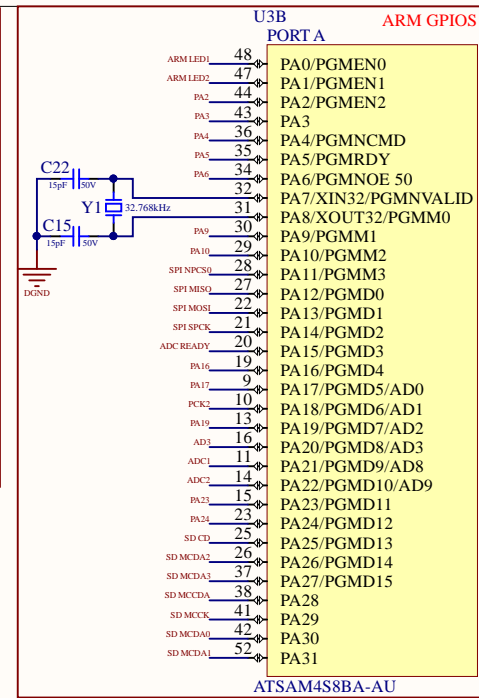 U3B
ARM GPIOS
PORT A
ARM LED1 48 PA0/PGMEN0
ARM LED2 47 PA1/PGMEN1
PA2 44 PA2/PGMEN2
PA3 43 PA3
PA4 36 PA4/PGMNCMD
PA5 35 PA5/PGMRDY
PA6 34 PA6/PGMNOE 50
C22
15pF 50V
32 PA7/XIN32/PGMNVALID
Y1 32.768kHz
31 PA8/XOUT32/PGMM0
C15
15pF 50V
DGND
PA9 30 PA9/PGMM1
PA10 29 PA10/PGMM2
SPI NPCS0 28 PA11/PGMM3
SPI MISO 27 PA12/PGMD0
SPI MOSI 22 PA13/PGMD1
SPI SPCK 21 PA14/PGMD2
ADC READY 20 PA15/PGMD3
PA16 19 PA16/PGMD4
PA17 9 PA17/PGMD5/AD0
PCK2 10 PA18/PGMD6/AD1
PA19 13 PA19/PGMD7/AD2
AD3 16 PA20/PGMD8/AD3
ADC1 11 PA21/PGMD9/AD8
ADC2 14 PA22/PGMD10/AD9
PA23 15 PA23/PGMD11
PA24 23 PA24/PGMD12
SD CD 25 PA25/PGMD13
SD MCDA2 26 PA26/PGMD14
SD MCDA3 37 PA27/PGMD15
SD MCCDA 38 PA28
SD MCCK 41 PA29
SD MCDA0 42 PA30
SD MCDA1 52 PA31
ATSAM4S8BA-AU